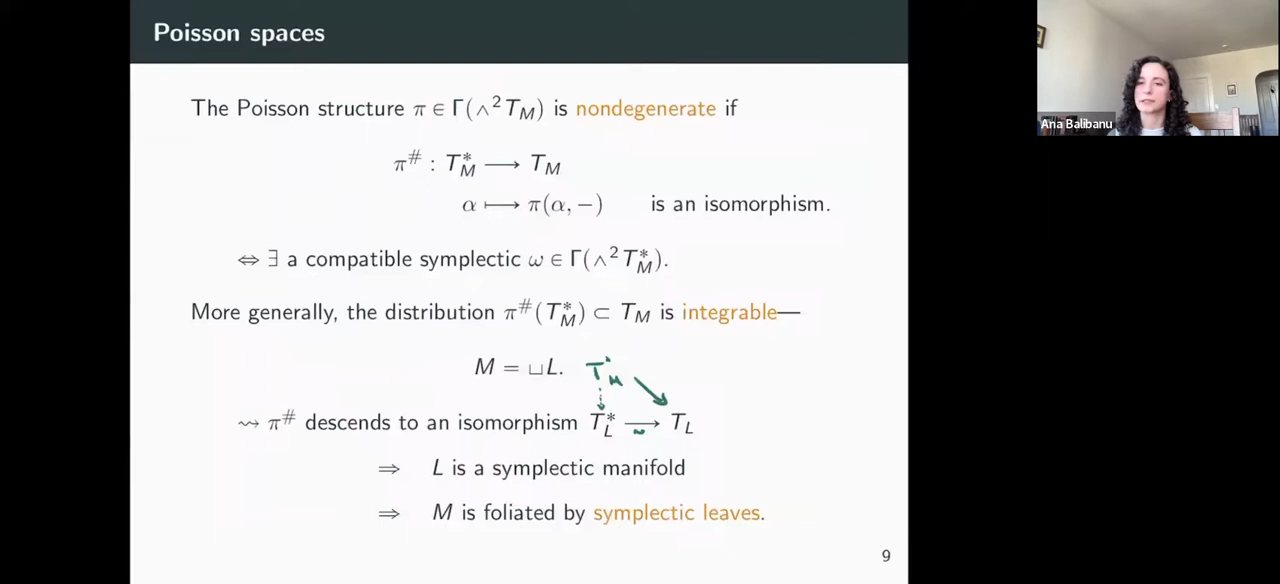 Poisson spaces
The Poisson structure π ∈ Γ(∧²T_M) is nondegenerate if
π^# : T*_M ⟶ T_M
α ⟼ π(α, −) is an isomorphism.
⇔ ∃ a compatible symplectic ω ∈ Γ(∧²T*_M).
More generally, the distribution π^#(T*_M) ⊂ T_M is integrable—
M = ⊔L. T*_M
⇝ π^# descends to an isomorphism T*_L ⟶ T_L
~
⇒ L is a symplectic manifold
⇒ M is foliated by symplectic leaves.
9
Ana Balibanu